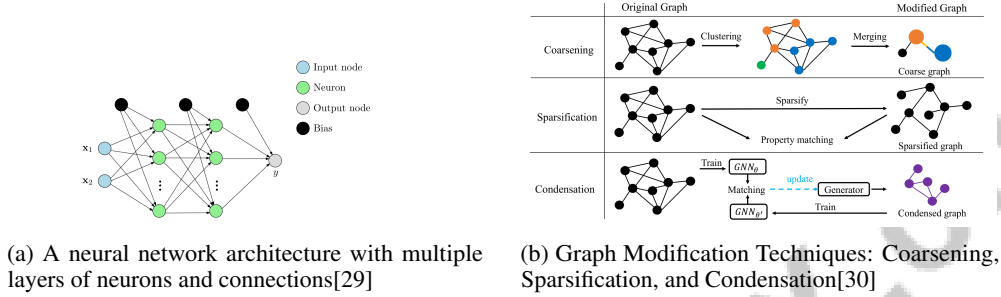 Input node
Neuron
Output node
Bias
x1
x2
...
...
y
(a) A neural network architecture with multiple
layers of neurons and connections[29]
Original Graph
Modified Graph
Coarsening
Clustering
Merging
Coarse graph
Sparsification
Sparsify
Property matching
Sparsified graph
Condensation
Train
GNNθ
Matching
update
Generator
GNNθ′
Train
Condensed graph
(b) Graph Modification Techniques: Coarsening,
Sparsification, and Condensation[30]